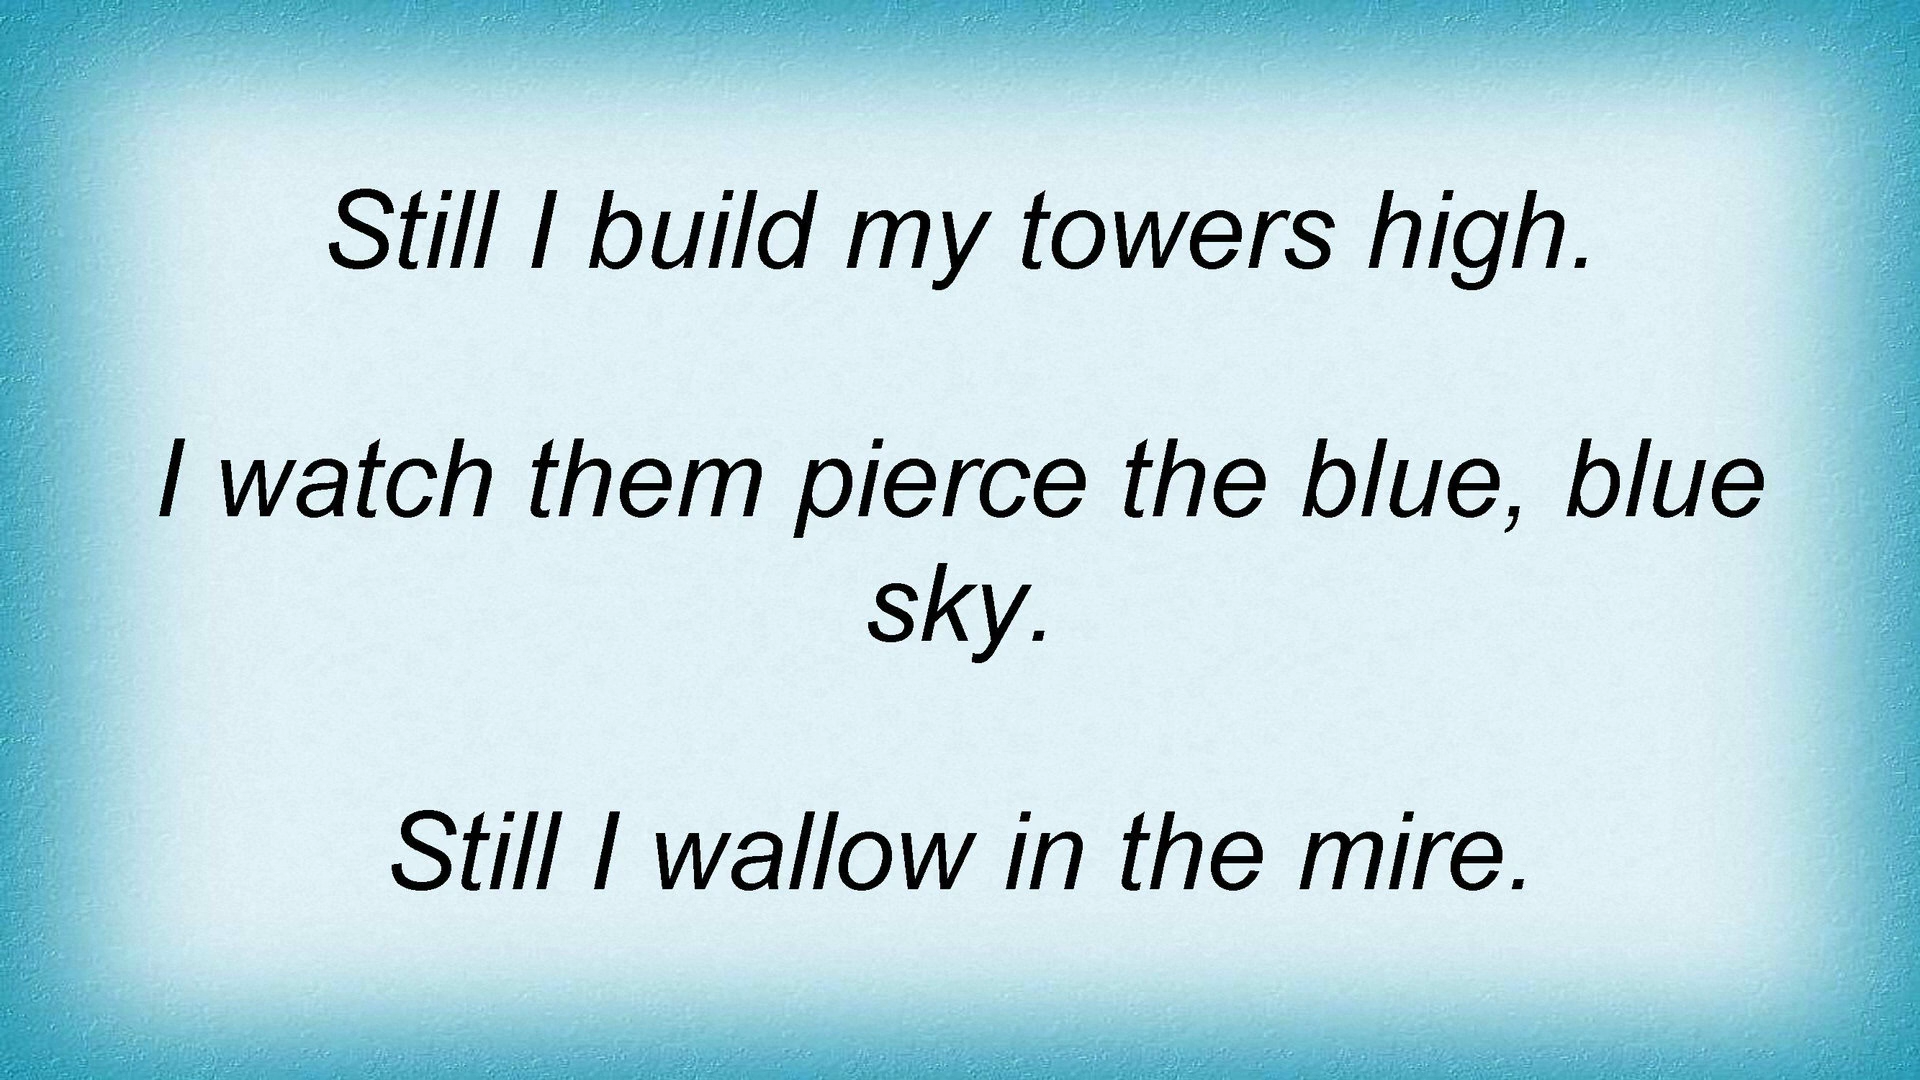 Still I build my towers high.
I watch them pierce the blue, blue
sky.
Still I wallow in the mire.